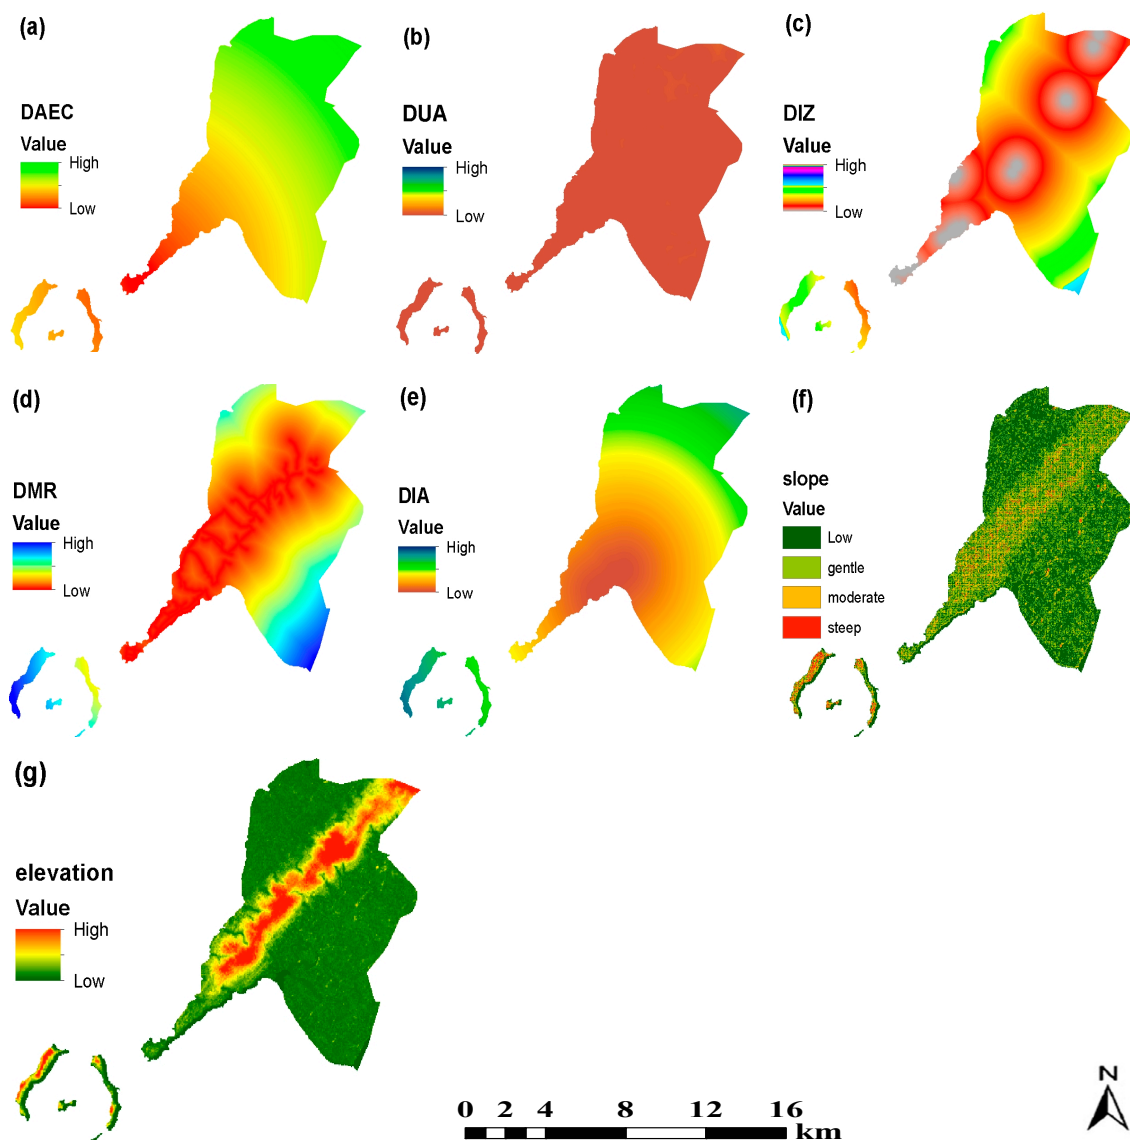 (a)
DAEC
Value
High
Low
(b)
DUA
Value
High
Low
(c)
DIZ
Value
High
Low
(d)
DMR
Value
High
Low
(e)
DIA
Value
High
Low
(f)
slope
Value
Low
gentle
moderate
steep
(g)
elevation
Value
High
Low
0 2 4 8 12 16
km
N